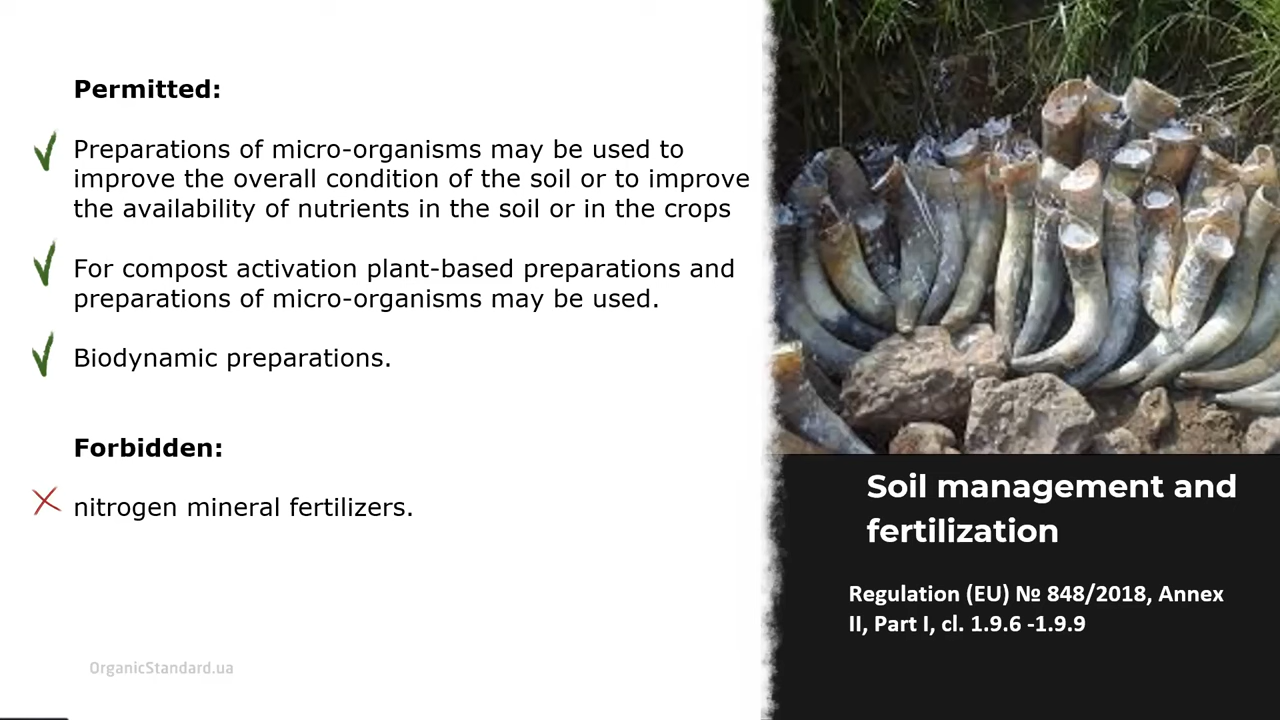 Permitted:
Preparations of micro-organisms may be used to
improve the overall condition of the soil or to improve
the availability of nutrients in the soil or in the crops
For compost activation plant-based preparations and
preparations of micro-organisms may be used.
Biodynamic preparations.
Forbidden:
nitrogen mineral fertilizers.
OrganicStandard.ua
Soil management and
fertilization
Regulation (EU) № 848/2018, Annex
II, Part I, cl. 1.9.6 -1.9.9